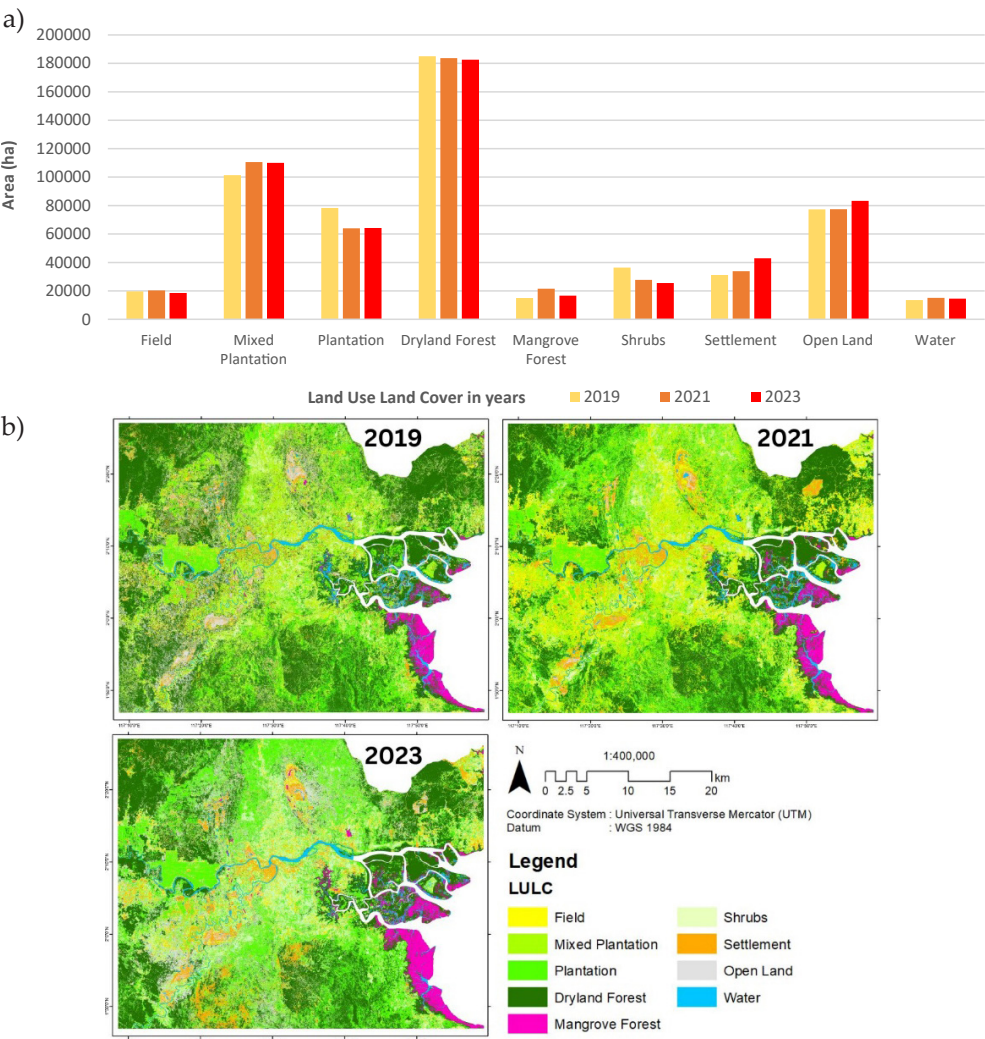 a)
200000
180000
160000
140000
120000
100000
80000
60000
40000
20000
0
Area (ha)
Field
Mixed Plantation
Plantation
Dryland Forest
Mangrove Forest
Shrubs
Settlement
Open Land
Water
Land Use Land Cover in years 2019 2021 2023
b)
2019
2021
2023
N
1:400,000
0 2.5 5 10 15 20 km
Coordinate System : Universal Transverse Mercator (UTM)
Datum : WGS 1984
Legend
LULC
Field
Mixed Plantation
Plantation
Dryland Forest
Mangrove Forest
Shrubs
Settlement
Open Land
Water